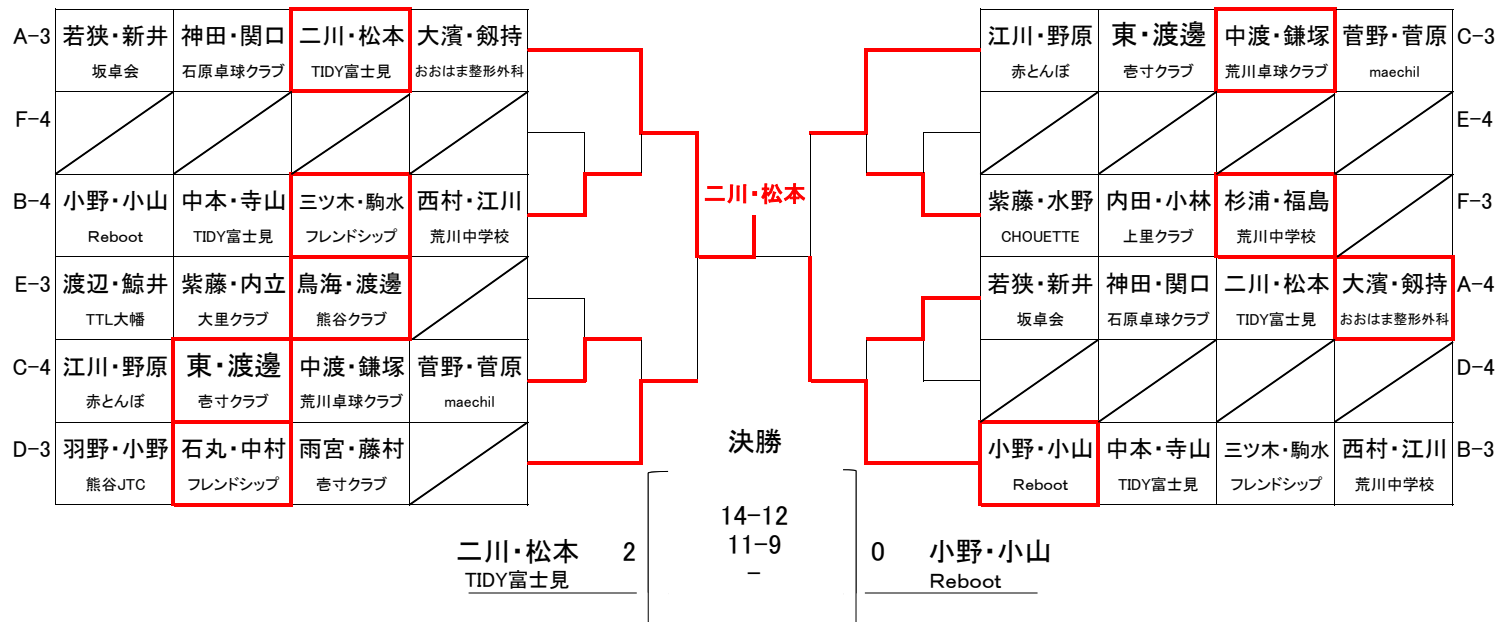 A-3 若狭・新井 神田・関口 二川・松本 大濱・剱持
坂卓会 石原卓球クラブ TIDY富士見 おおはま整形外科
F-4
B-4 小野・小山 中本・寺山 三ツ木・駒水 西村・江川
Reboot TIDY富士見 フレンドシップ 荒川中学校
E-3 渡辺・鯨井 紫藤・内立 鳥海・渡邊
TTL大幡 大里クラブ 熊谷クラブ
C-4 江川・野原 東・渡邊 中渡・鎌塚 菅野・菅原
赤とんぼ 壱寸クラブ 荒川卓球クラブ maechil
D-3 羽野・小野 石丸・中村 雨宮・藤村
熊谷JTC フレンドシップ 壱寸クラブ
二川・松本
江川・野原 東・渡邊 中渡・鎌塚 菅野・菅原 C-3
赤とんぼ 壱寸クラブ 荒川卓球クラブ maechil
E-4
紫藤・水野 内田・小林 杉浦・福島 F-3
CHOUETTE 上里クラブ 荒川中学校
若狭・新井 神田・関口 二川・松本 大濱・剱持 A-4
坂卓会 石原卓球クラブ TIDY富士見 おおはま整形外科
D-4
小野・小山 中本・寺山 三ツ木・駒水 西村・江川 B-3
Reboot TIDY富士見 フレンドシップ 荒川中学校
決勝
14-12
二川・松本 2 11-9 0 小野・小山
-
TIDY富士見 Reboot